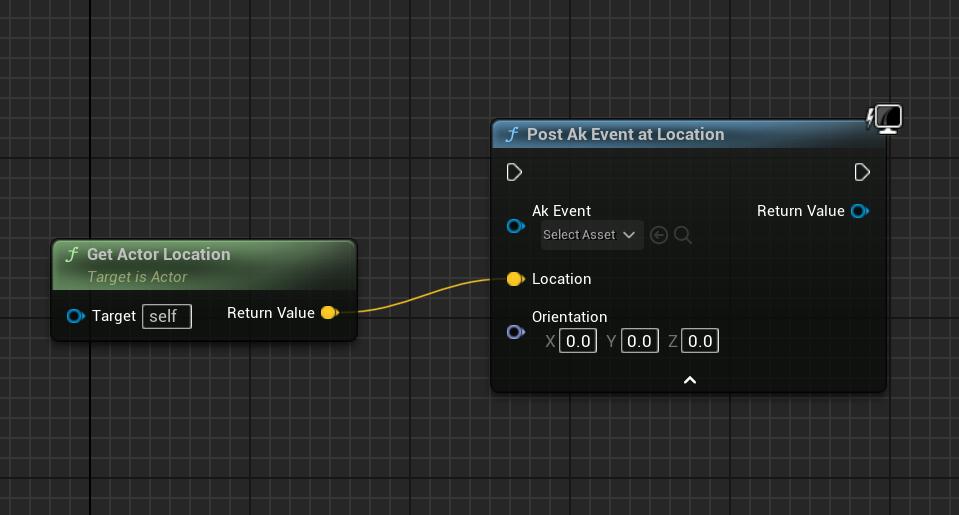 Post Ak Event at Location
Ak Event
Select Asset
Return Value
Location
Orientation
X 0.0 Y 0.0 Z 0.0
Get Actor Location
Target is Actor
Target self
Return Value